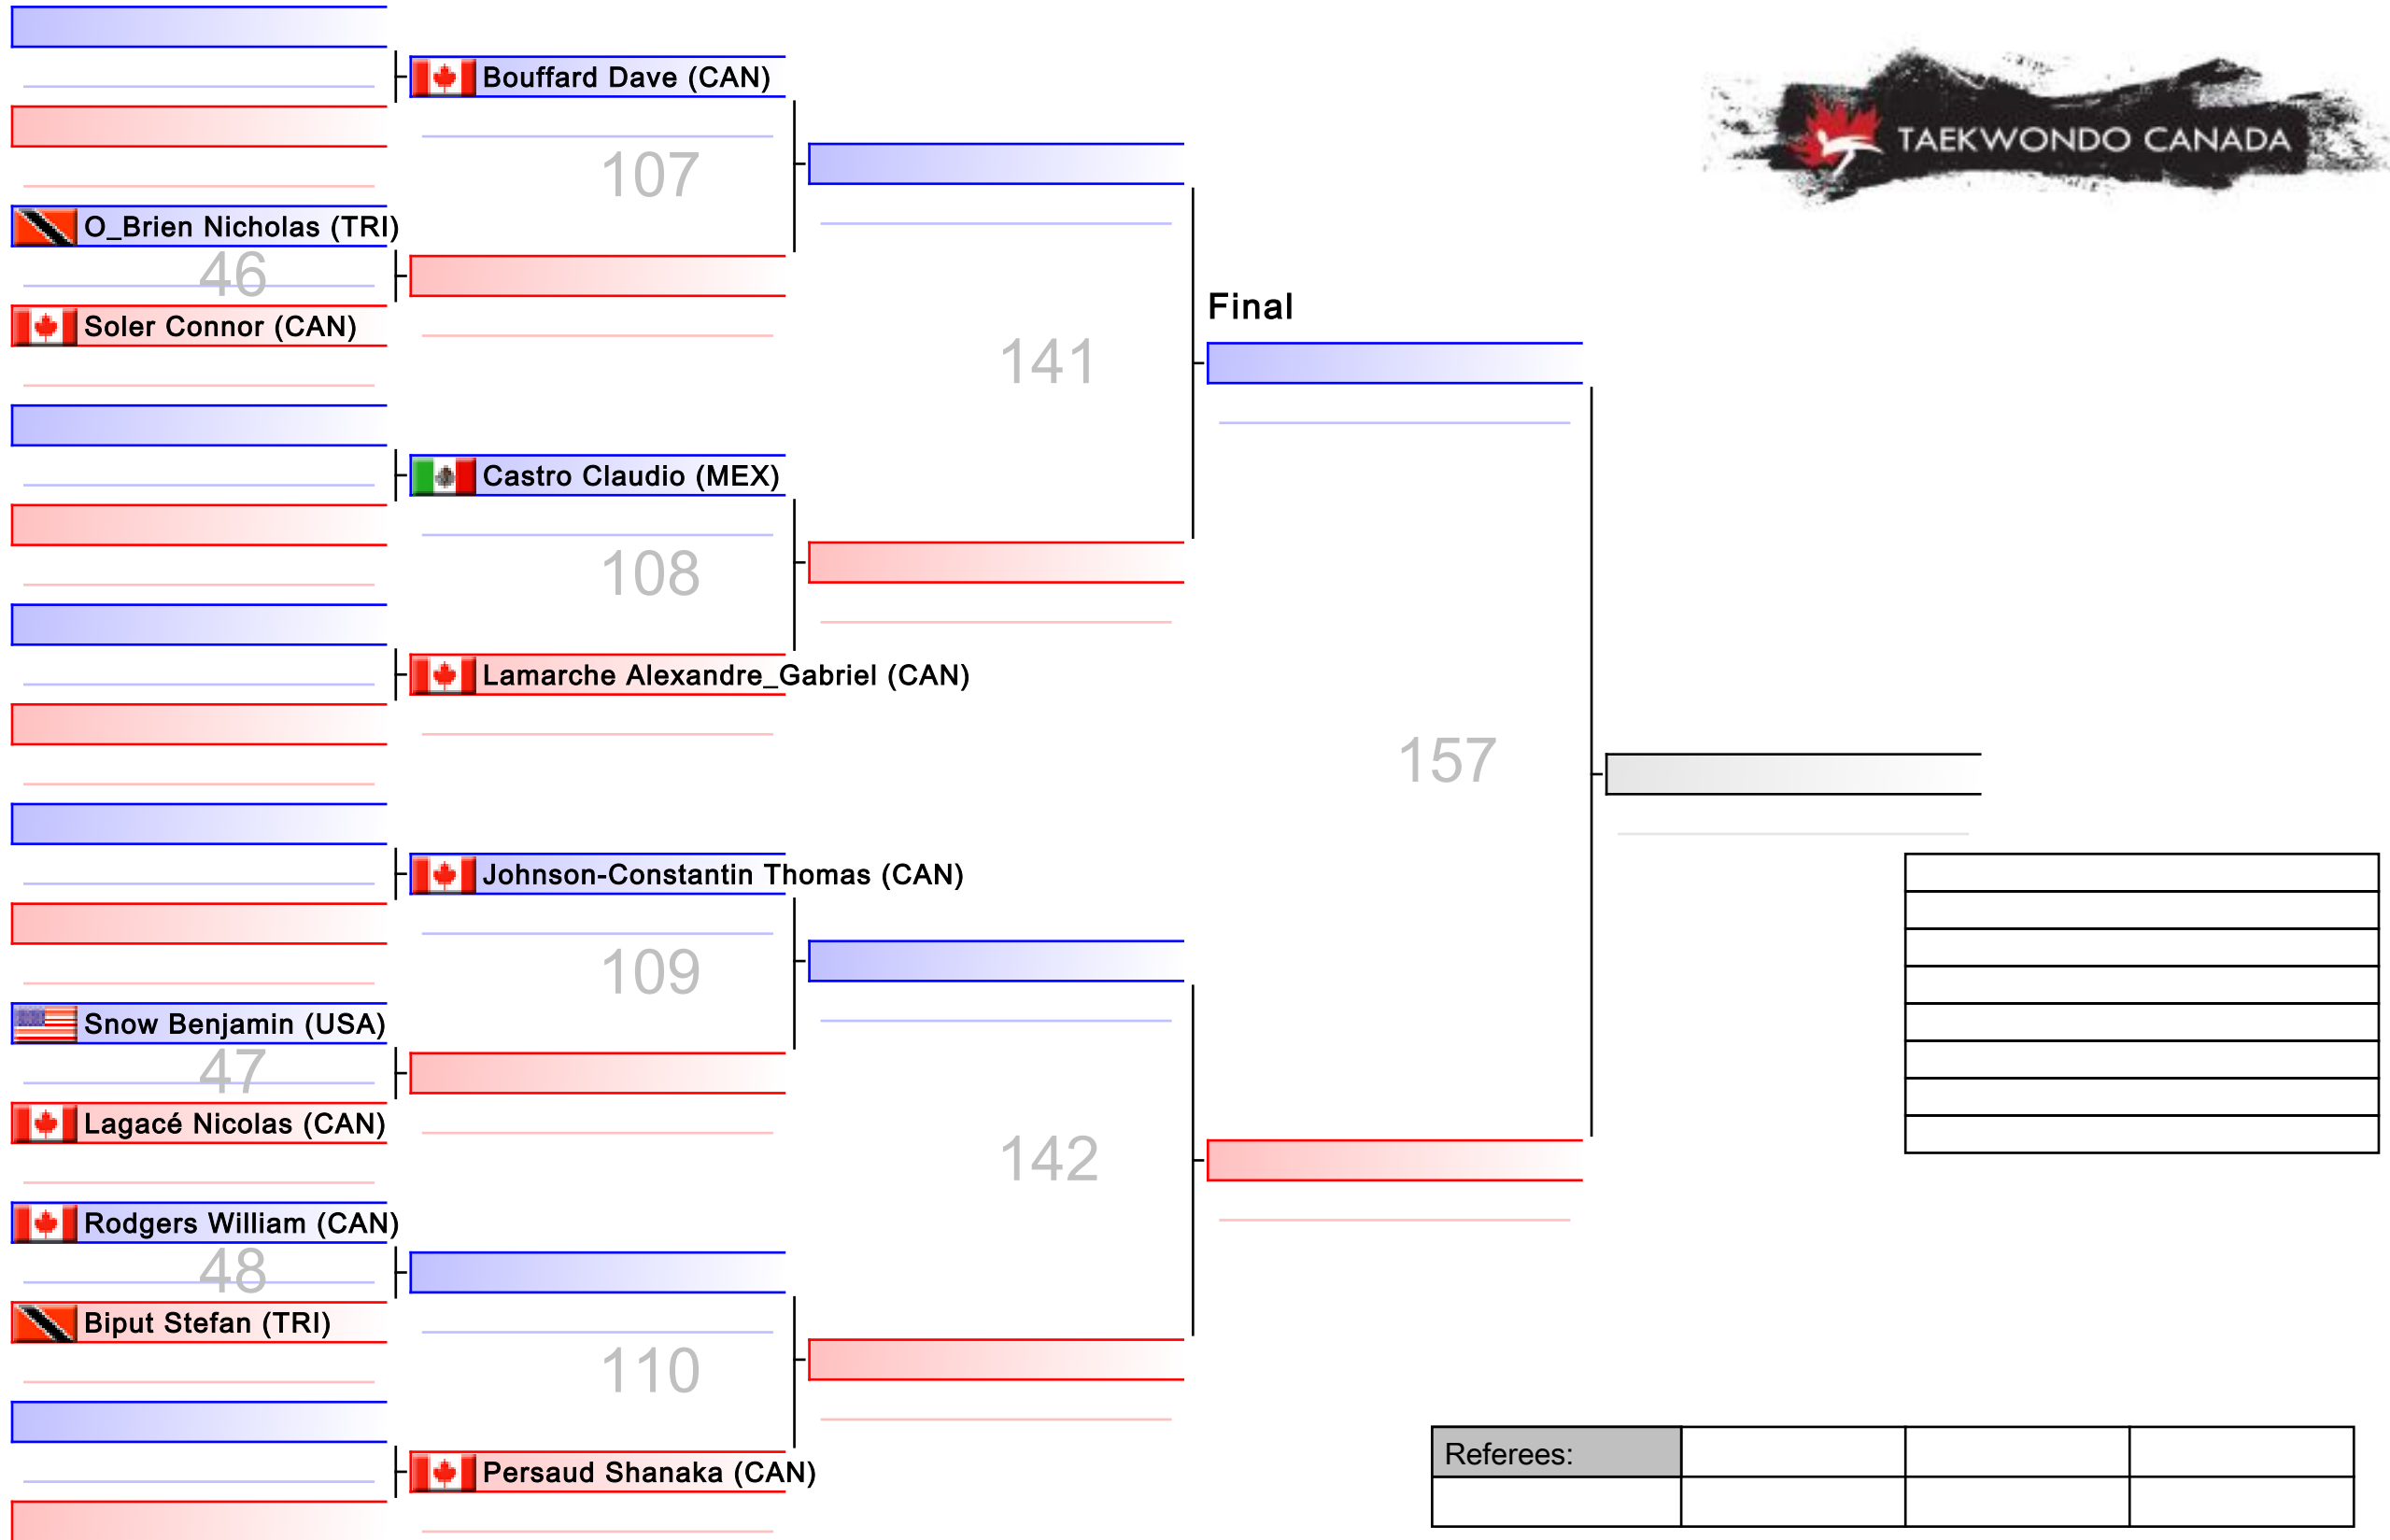 Bouffard Dave (CAN)
TAEKWONDO CANADA
107
O_Brien Nicholas (TRI)
46
Soler Connor (CAN)
Final
141
Castro Claudio (MEX)
108
Lamarche Alexandre_Gabriel (CAN)
157
Johnson-Constantin Thomas (CAN)
109
Snow Benjamin (USA)
47
Lagacé Nicolas (CAN)
142
Rodgers William (CAN)
48
Biput Stefan (TRI)
110
Referees:
Persaud Shanaka (CAN)